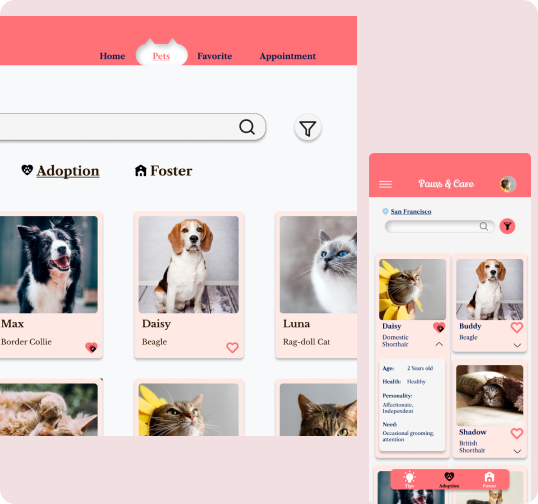 Home Pets Favorite Appointment
Adoption Foster
Max
Border Collie
Daisy
Beagle
Luna
Rag-doll Cat
Paws & Care
San Francisco
Daisy
Domestic
Shorthair
Buddy
Beagle
Age: 2 Years old
Health: Healthy
Personality:
Affectionate,
Independent
Need:
Occasional grooming,
attention
Shadow
British
Shorthair
Tips Adoption Foster